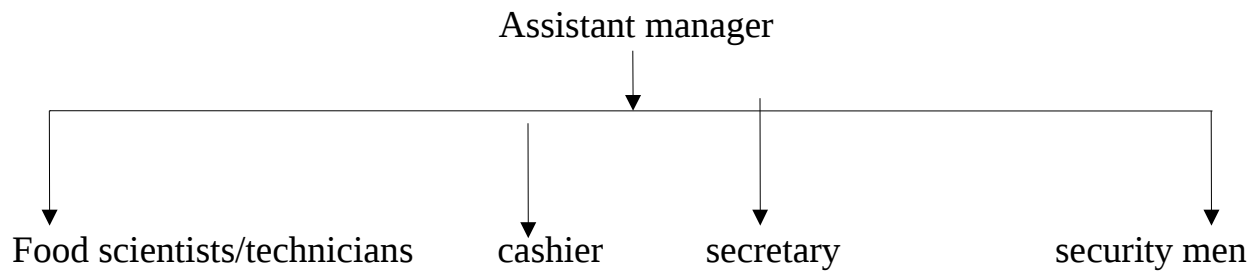 Assistant manager
Food scientists/technicians cashier secretary security men